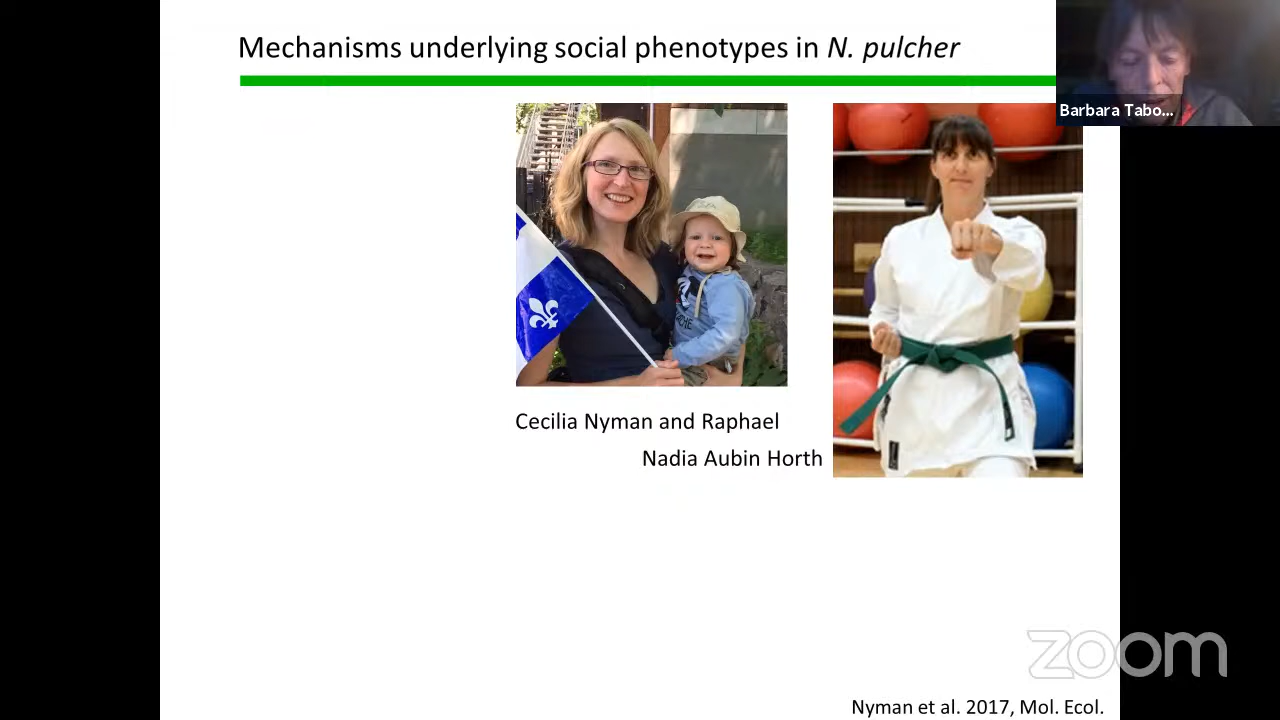 Mechanisms underlying social phenotypes in N. pulcher
Barbara Tabo...
Cecilia Nyman and Raphael
Nadia Aubin Horth
zoom
Nyman et al. 2017, Mol. Ecol.